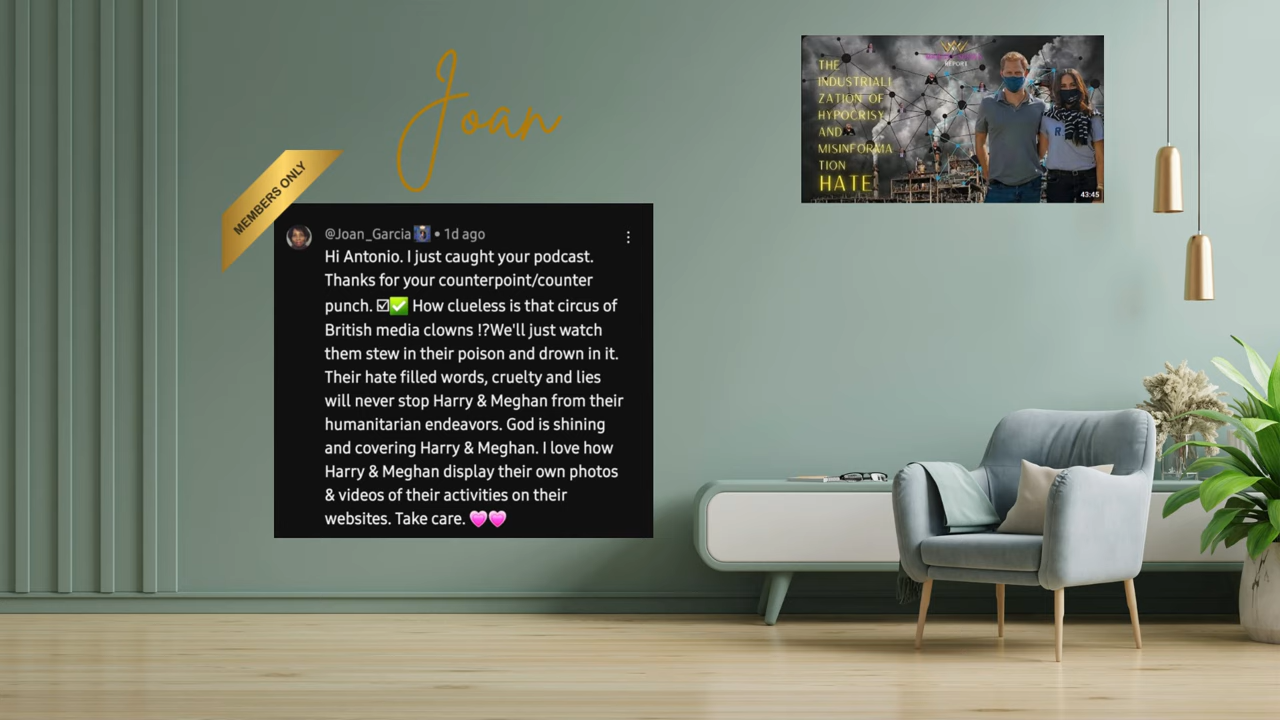 Joan
MEMBERS ONLY
@Joan_Garcia • 1d ago
Hi Antonio. I just caught your podcast.
Thanks for your counterpoint/counter
punch. ☑✅ How clueless is that circus of
British media clowns !?We'll just watch
them stew in their poison and drown in it.
Their hate filled words, cruelty and lies
will never stop Harry & Meghan from their
humanitarian endeavors. God is shining
and covering Harry & Meghan. I love how
Harry & Meghan display their own photos
& videos of their activities on their
websites. Take care. 💗💗
THE
INDUSTRIALI
ZATION OF
HYPOCRISY
AND
MISINFORMA
TION
HATE
REPORT
R
43:45